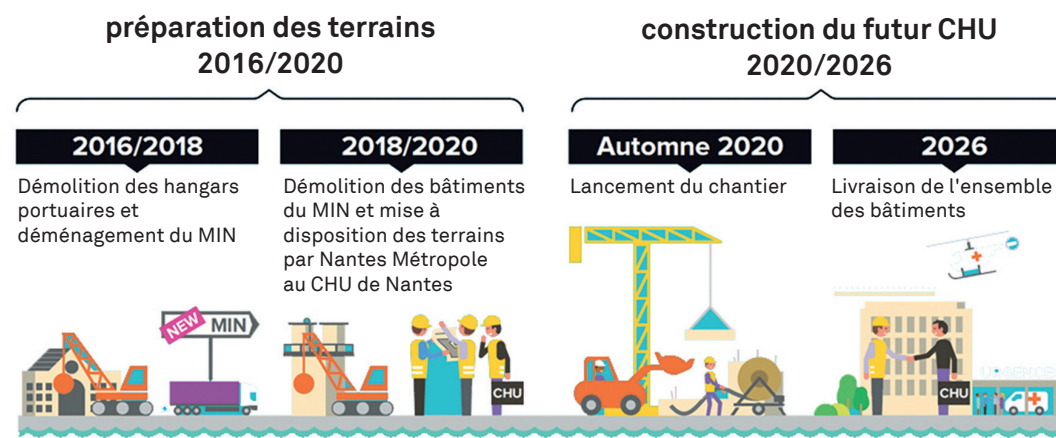 préparation des terrains
2016/2020
construction du futur CHU
2020/2026
2016/2018
Démolition des hangars
portuaires et
déménagement du MIN
2018/2020
Démolition des bâtiments
du MIN et mise à
disposition des terrains
par Nantes Métropole
au CHU de Nantes
Automne 2020
Lancement du chantier
2026
Livraison de l'ensemble
des bâtiments
NEW
MIN
CHU
CHU